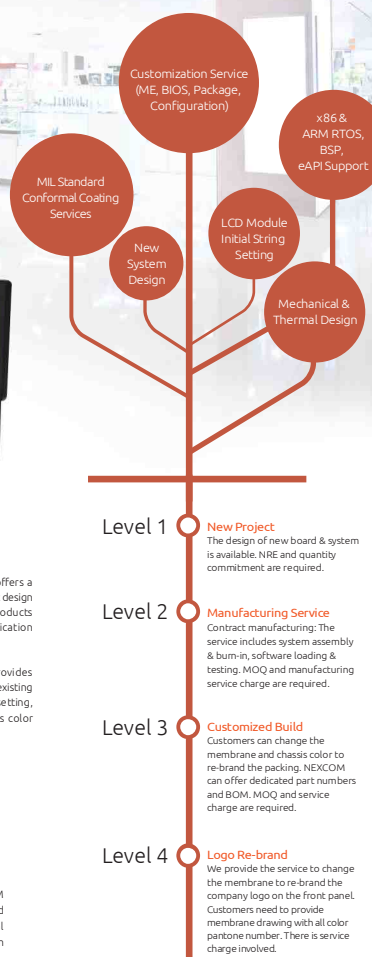 Customization Service
(ME, BIOS, Package,
Configuration)
x86 &
ARM RTOS,
BSP,
eAPI Support
MIL Standard
Conformal Coating
Services
LCD Module
Initial String
Setting
New
System
Design
Mechanical &
Thermal Design
Level 1
New Project
The design of new board & system
is available. NRE and quantity
commitment are required.
Level 2
Manufacturing Service
Contract manufacturing: The
service includes system assembly
& burn-in, software loading &
testing. MOQ and manufacturing
service charge are required.
Level 3
Customized Build
Customers can change the
membrane and chassis color to
re-brand the packing. NEXCOM
can offer dedicated part numbers
and BOM. MOQ and service
charge are required.
Level 4
Logo Re-brand
We provide the service to change
the membrane to re-brand the
company logo on the front panel.
Customers need to provide
membrane drawing with all color
pantone number. There is service
charge involved.
offers a
design
rovides
existing
setting,
s color